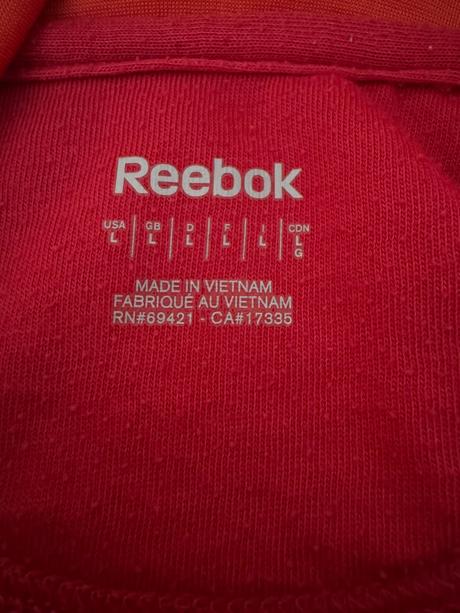 Reebok
USA | GB | D | F | I | CDN
L | L | L | L | L | L
G
MADE IN VIETNAM
FABRIQUÉ AU VIETNAM
RN#69421 - CA#17335